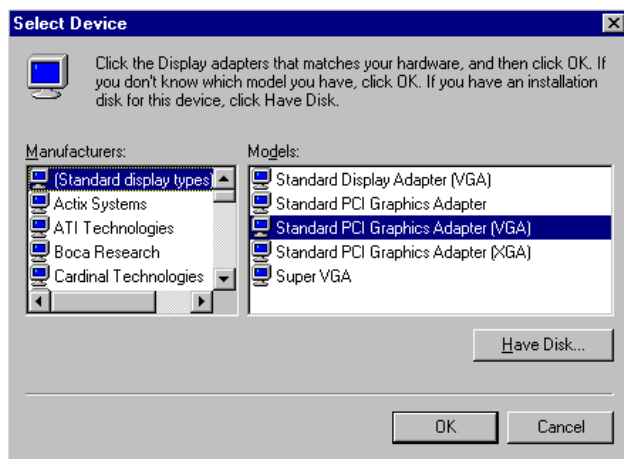 Select Device
Click the Display adapters that matches your hardware, and then click OK. If
you don't know which model you have, click OK. If you have an installation
disk for this device, click Have Disk.
Manufacturers:
(Standard display types)
Actix Systems
ATI Technologies
Boca Research
Cardinal Technologies
Models:
Standard Display Adapter (VGA)
Standard PCI Graphics Adapter
Standard PCI Graphics Adapter (VGA)
Standard PCI Graphics Adapter (XGA)
Super VGA
Have Disk...
OK
Cancel